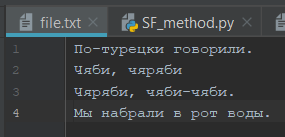 file.txt SF_method.py
1 По-турецки говорили.
2 Чяби, чяряби
3 Чяряби, чяби-чяби.
4 Мы набрали в рот воды.